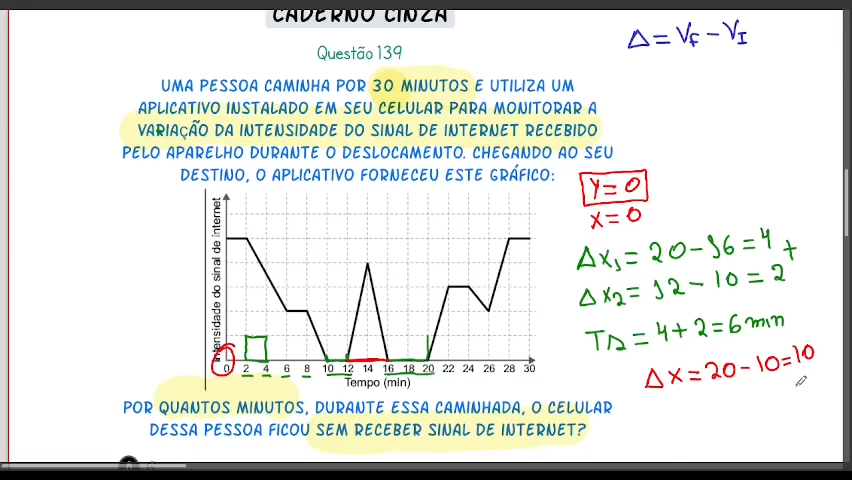 CADERNO CINZA
Questão 139
Δ = VF - VI
UMA PESSOA CAMINHA POR 30 MINUTOS E UTILIZA UM
APLICATIVO INSTALADO EM SEU CELULAR PARA MONITORAR A
VARIAÇÃO DA INTENSIDADE DO SINAL DE INTERNET RECEBIDO
PELO APARELHO DURANTE O DESLOCAMENTO. CHEGANDO AO SEU
DESTINO, O APLICATIVO FORNECEU ESTE GRÁFICO:
Intensidade do sinal de internet
0 2 4 6 8 10 12 14 16 18 20 22 24 26 28 30
Tempo (min)
Y = 0
X = 0
ΔX1 = 20 - 16 = 4 +
ΔX2 = 12 - 10 = 2
TΔ = 4 + 2 = 6 min
ΔX = 20 - 10 = 10
POR QUANTOS MINUTOS, DURANTE ESSA CAMINHADA, O CELULAR
DESSA PESSOA FICOU SEM RECEBER SINAL DE INTERNET?